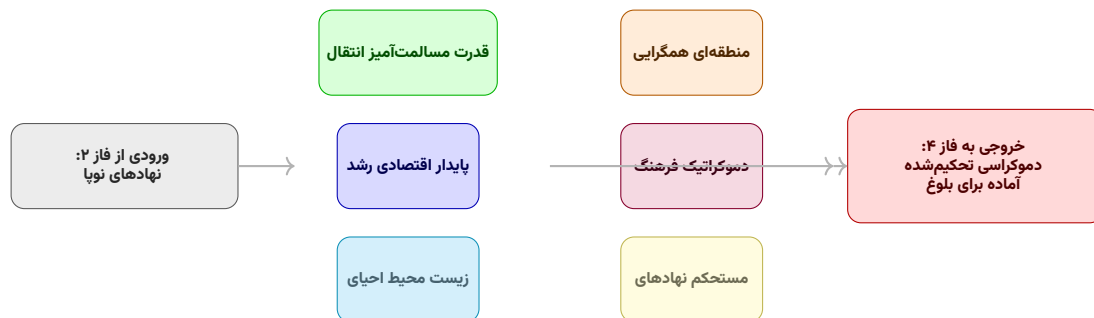 قدرت مسالمت‌آمیز انتقال
منطقه‌ای همگرایی
ورودی از فاز ۲:
نهادهای نوپا
پایدار اقتصادی رشد
دموکراتیک فرهنگ
خروجی به فاز ۴:
دموکراسی تحکیم‌شده
آماده برای بلوغ
زیست محیط احیای
مستحکم نهادهای